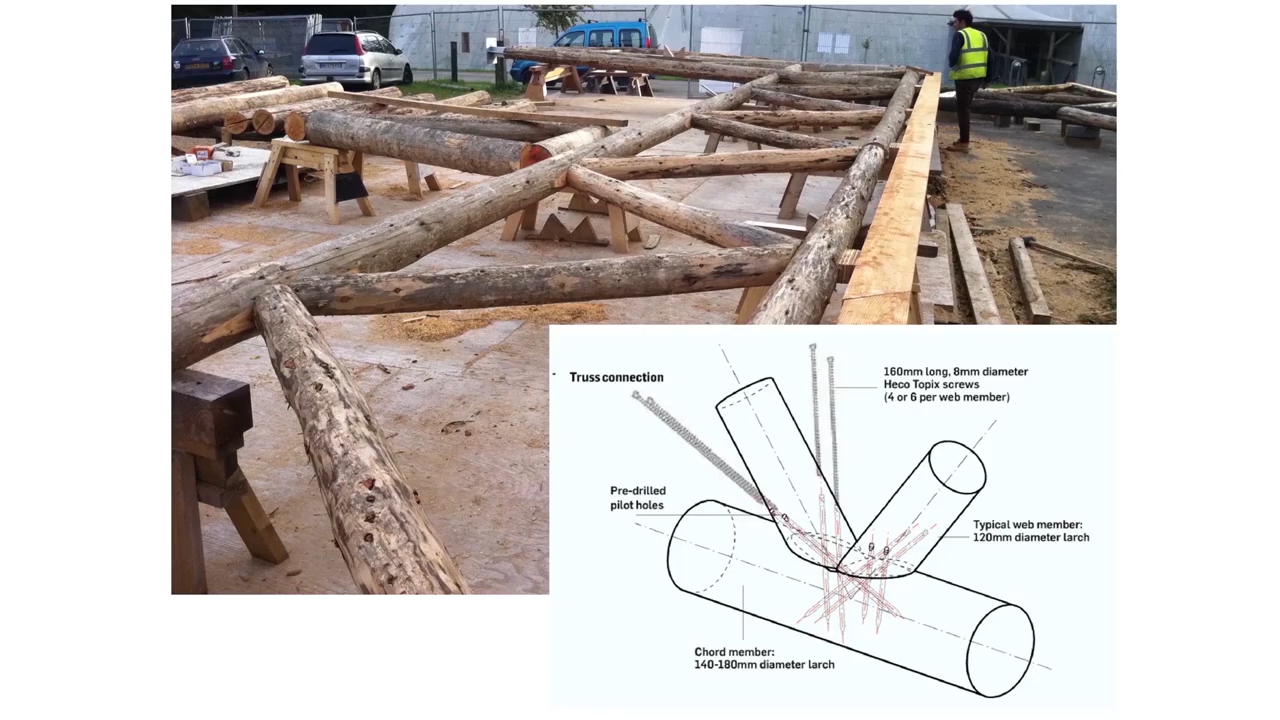 Truss connection
160mm long, 8mm diameter
Heco Topix screws
(4 or 6 per web member)
Pre-drilled
pilot holes
Typical web member:
120mm diameter larch
Chord member:
140-180mm diameter larch